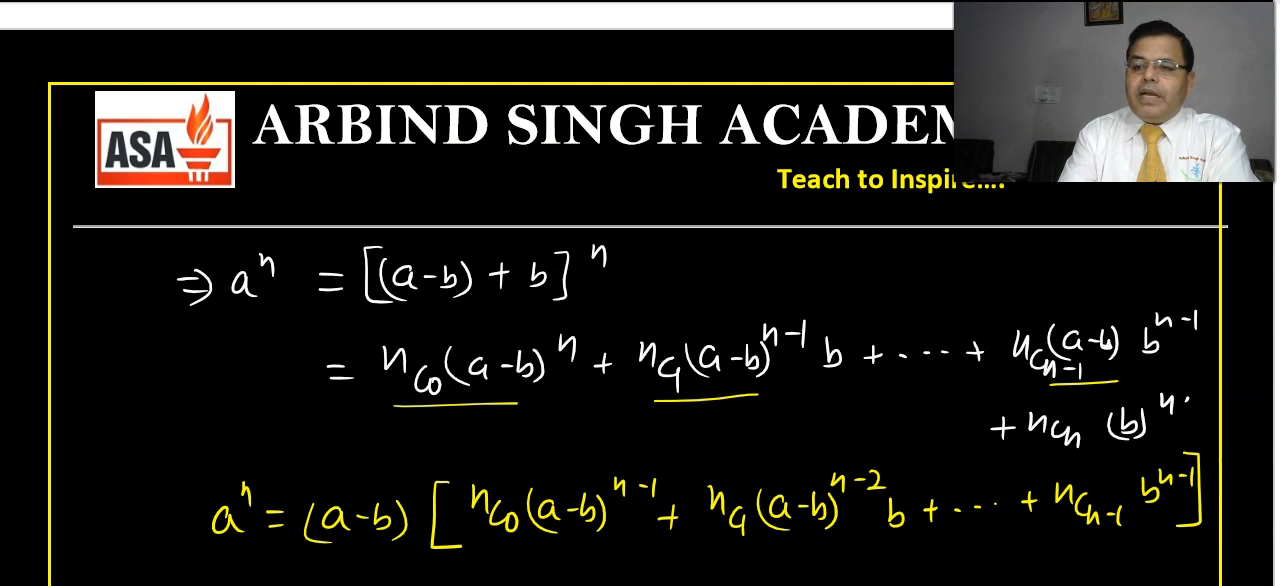 ASA
ARBIND SINGH ACADEM
Teach to Inspire....
⇒ aⁿ = [(a-b) + b]ⁿ
= ⁿC₀(a-b)ⁿ + ⁿC₁(a-b)ⁿ⁻¹ b + ... + ⁿCₙ₋₁(a-b) bⁿ⁻¹
+ ⁿCₙ (b)ⁿ.
aⁿ = (a-b) [ⁿC₀(a-b)ⁿ⁻¹ + ⁿC₁(a-b)ⁿ⁻² b + ... + ⁿCₙ₋₁ bⁿ⁻¹]